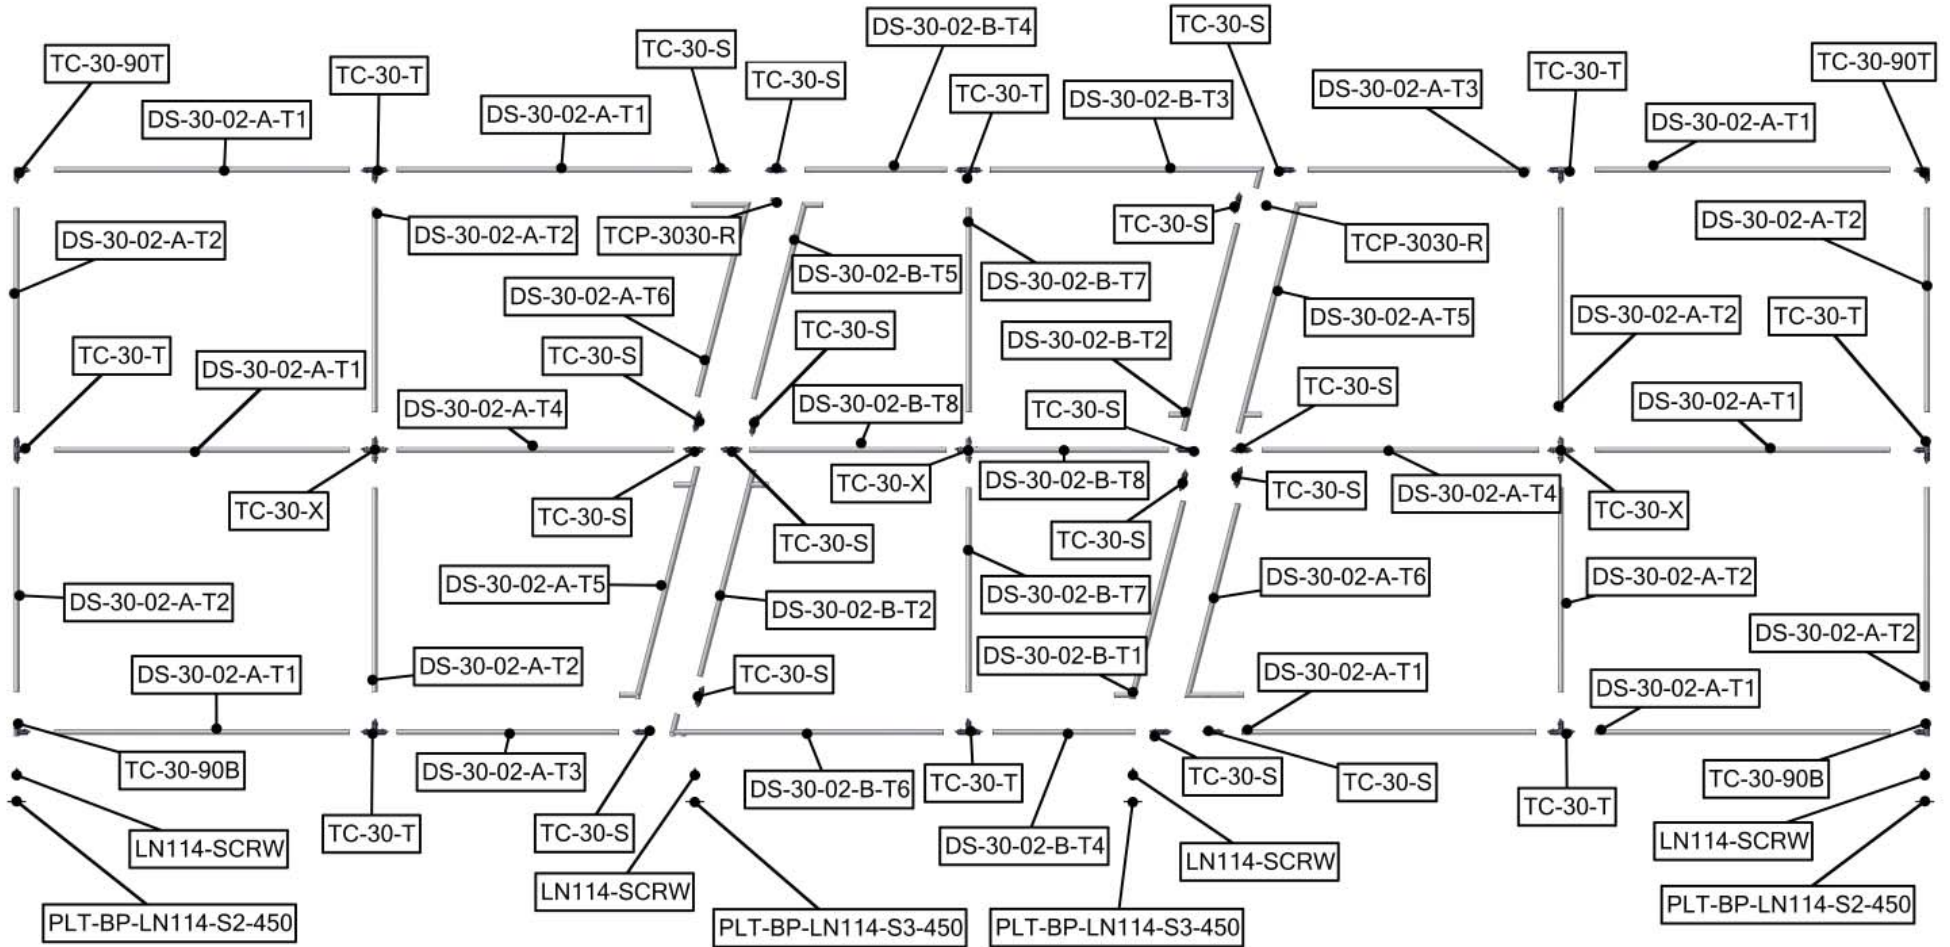 DS-30-02-B-T4
TC-30-S
TC-30-S
TC-30-90T
TC-30-T
TC-30-S
TC-30-T
DS-30-02-B-T3
DS-30-02-A-T3
TC-30-T
TC-30-90T
DS-30-02-A-T1
DS-30-02-A-T1
DS-30-02-A-T1
DS-30-02-A-T2
DS-30-02-A-T2
TCP-3030-R
TC-30-S
TCP-3030-R
DS-30-02-A-T2
DS-30-02-B-T5
DS-30-02-B-T7
DS-30-02-A-T6
TC-30-S
DS-30-02-A-T5
DS-30-02-A-T2
TC-30-T
TC-30-T
DS-30-02-A-T1
TC-30-S
DS-30-02-B-T2
DS-30-02-A-T4
DS-30-02-B-T8
TC-30-S
TC-30-S
DS-30-02-A-T1
TC-30-X
TC-30-S
TC-30-X
DS-30-02-B-T8
TC-30-S
DS-30-02-A-T4
TC-30-X
TC-30-S
TC-30-S
DS-30-02-A-T2
DS-30-02-A-T5
DS-30-02-B-T2
DS-30-02-B-T7
DS-30-02-A-T6
DS-30-02-A-T2
DS-30-02-A-T2
DS-30-02-A-T1
DS-30-02-A-T2
TC-30-S
DS-30-02-B-T1
DS-30-02-A-T1
DS-30-02-A-T1
TC-30-90B
DS-30-02-A-T3
DS-30-02-B-T6
TC-30-T
TC-30-S
TC-30-S
TC-30-90B
TC-30-T
TC-30-S
DS-30-02-B-T4
TC-30-T
LN114-SCRW
LN114-SCRW
LN114-SCRW
LN114-SCRW
PLT-BP-LN114-S2-450
PLT-BP-LN114-S3-450
PLT-BP-LN114-S3-450
PLT-BP-LN114-S2-450